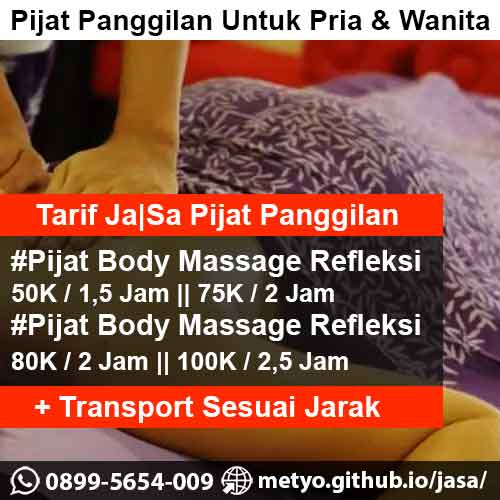 Pijat Panggilan Untuk Pria & Wanita
Tarif Ja|Sa Pijat Panggilan
#Pijat Body Massage Refleksi
50K / 1,5 Jam || 75K / 2 Jam
#Pijat Body Massage Refleksi
80K / 2 Jam || 100K / 2,5 Jam
+ Transport Sesuai Jarak
0899-5654-009 metyo.github.io/jasa/